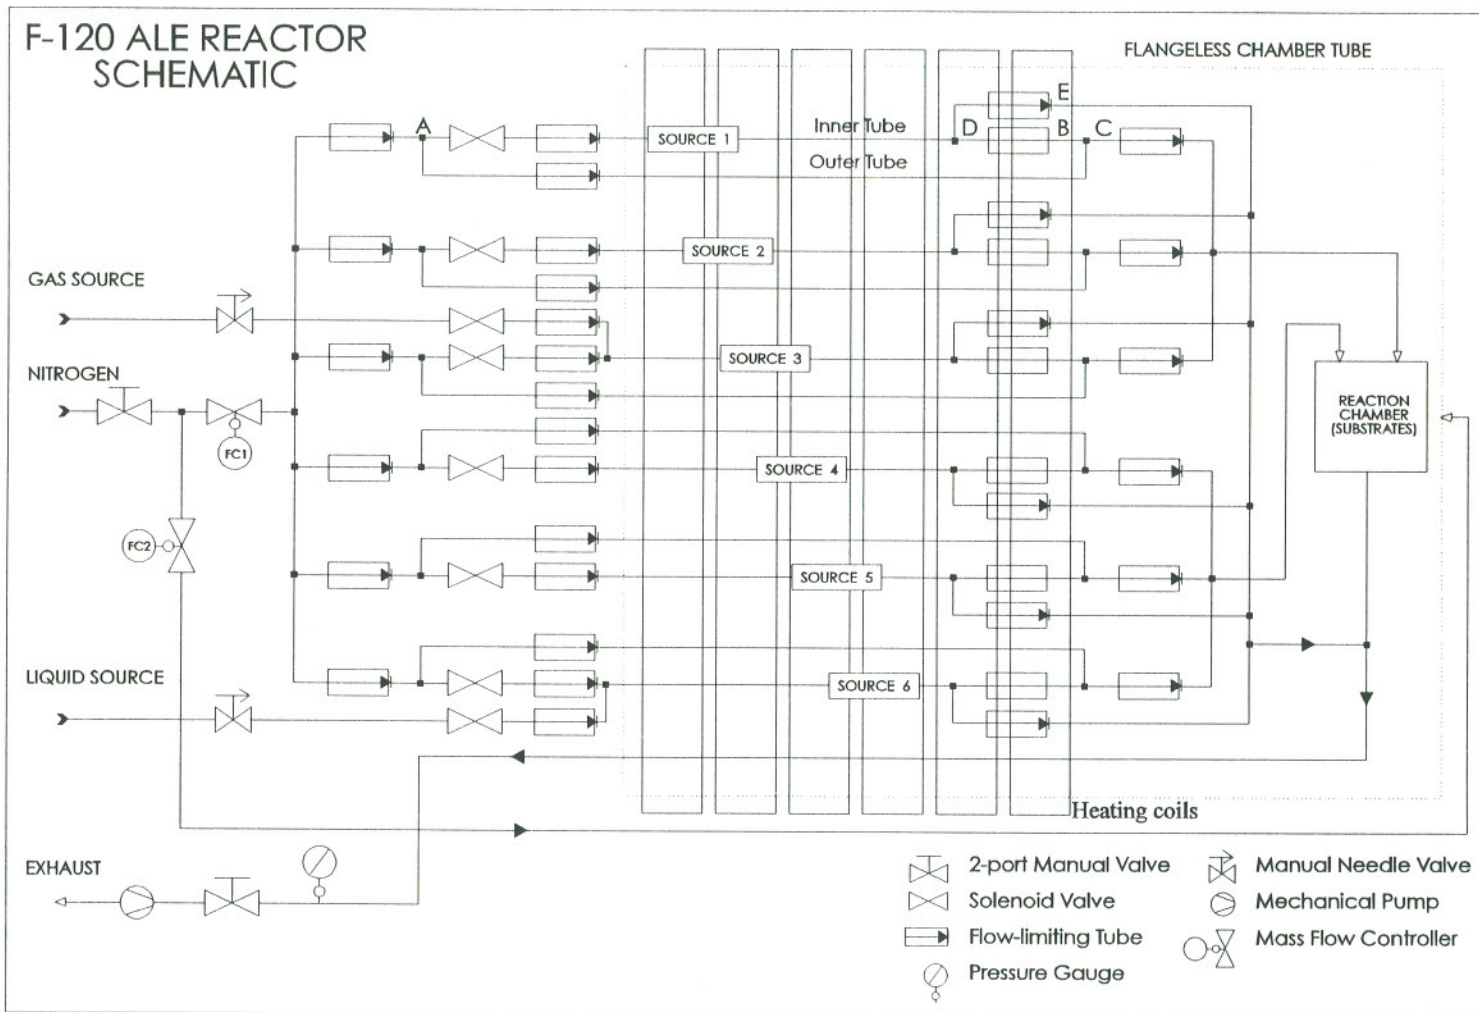 F-120 ALE REACTOR
SCHEMATIC
FLANGELESS CHAMBER TUBE
A
SOURCE 1
Inner Tube
Outer Tube
D
E
B
C
SOURCE 2
GAS SOURCE
SOURCE 3
NITROGEN
FC1
REACTION
CHAMBER
(SUBSTRATES)
SOURCE 4
FC2
SOURCE 5
LIQUID SOURCE
SOURCE 6
Heating coils
EXHAUST
2-port Manual Valve
Manual Needle Valve
Solenoid Valve
Mechanical Pump
Flow-limiting Tube
Mass Flow Controller
Pressure Gauge